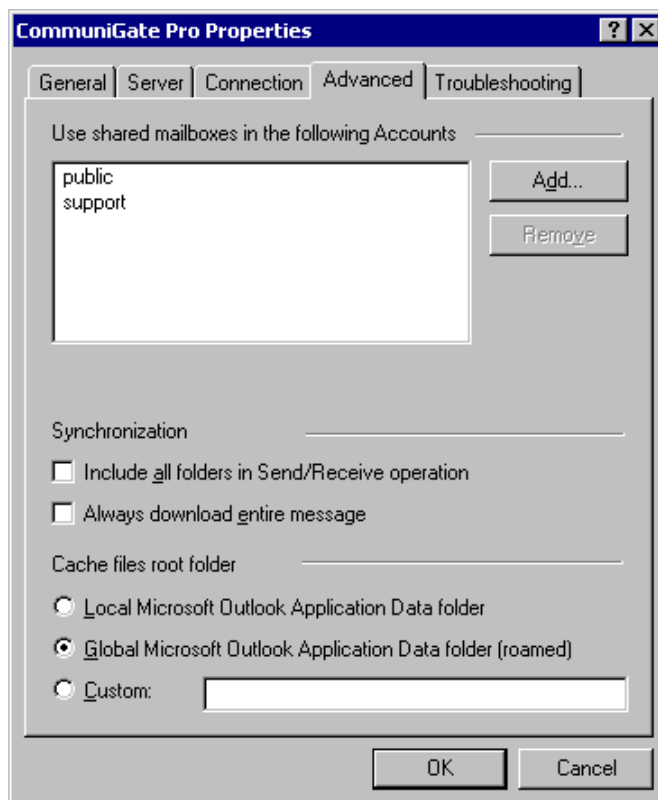 CommuniGate Pro Properties
General Server Connection Advanced Troubleshooting
Use shared mailboxes in the following Accounts
public
support
Add...
Remove
Synchronization
Include all folders in Send/Receive operation
Always download entire message
Cache files root folder
Local Microsoft Outlook Application Data folder
Global Microsoft Outlook Application Data folder (roamed)
Custom:
OK Cancel